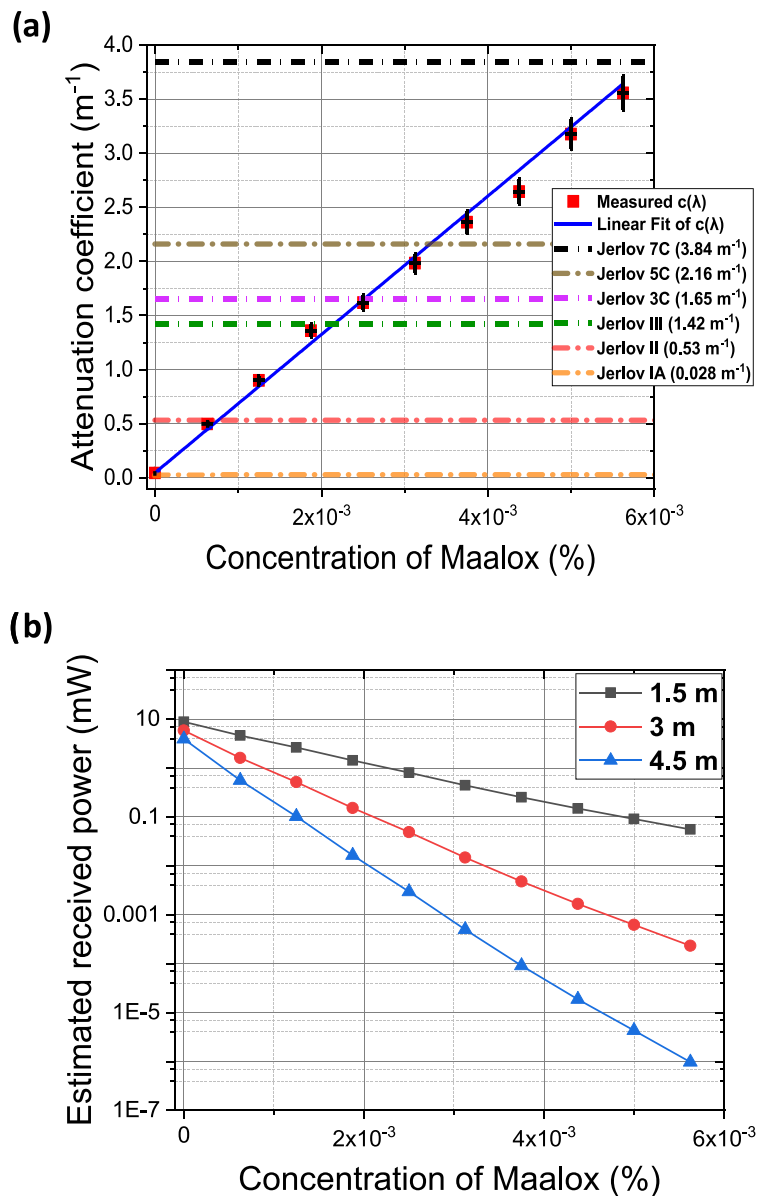 (a)
Attenuation coefficient (m⁻¹)
4.0
3.5
3.0
2.5
2.0
1.5
1.0
0.5
0.0
Measured c(λ)
Linear Fit of c(λ)
Jerlov 7C (3.84 m⁻¹)
Jerlov 5C (2.16 m⁻¹)
Jerlov 3C (1.65 m⁻¹)
Jerlov III (1.42 m⁻¹)
Jerlov II (0.53 m⁻¹)
Jerlov IA (0.028 m⁻¹)
0 2x10⁻³ 4x10⁻³ 6x10⁻³
Concentration of Maalox (%)
(b)
Estimated received power (mW)
10
0.1
0.001
1E-5
1E-7
1.5 m
3 m
4.5 m
0 2x10⁻³ 4x10⁻³ 6x10⁻³
Concentration of Maalox (%)